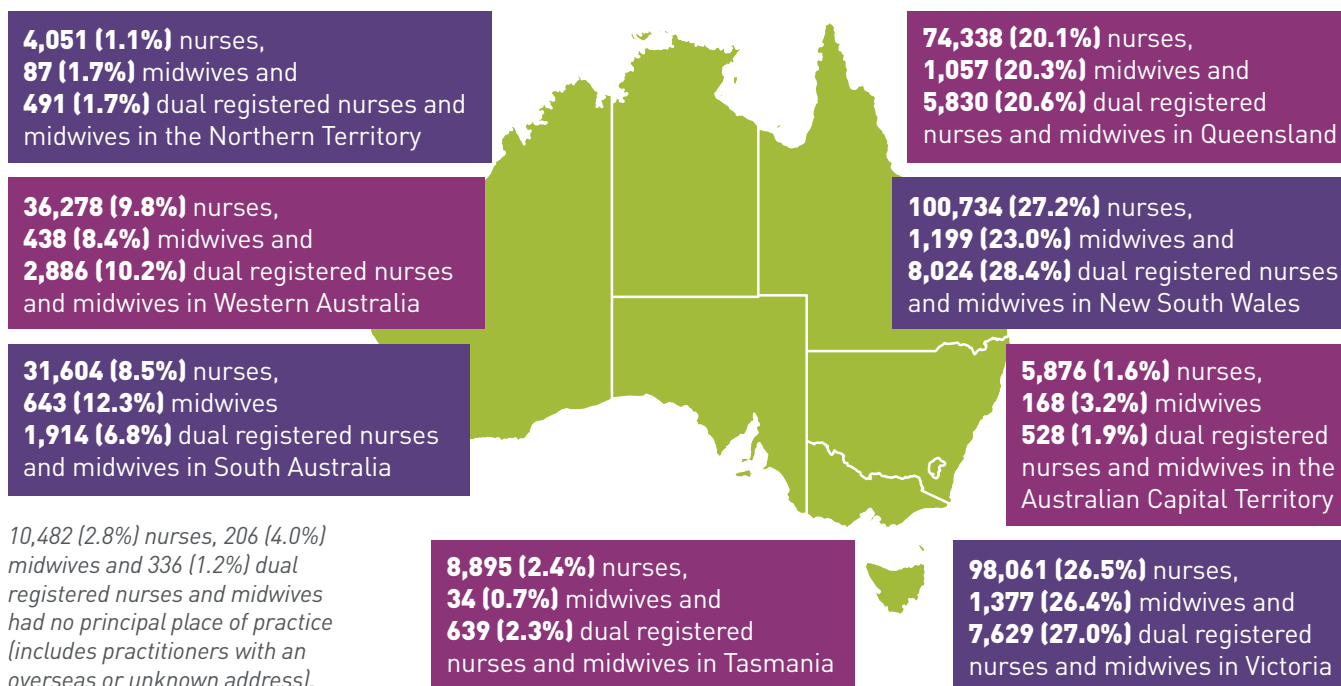 4,051 (1.1%) nurses,
87 (1.7%) midwives and
491 (1.7%) dual registered nurses and
midwives in the Northern Territory
74,338 (20.1%) nurses,
1,057 (20.3%) midwives and
5,830 (20.6%) dual registered
nurses and midwives in Queensland
36,278 (9.8%) nurses,
438 (8.4%) midwives and
2,886 (10.2%) dual registered nurses
and midwives in Western Australia
100,734 (27.2%) nurses,
1,199 (23.0%) midwives and
8,024 (28.4%) dual registered nurses
and midwives in New South Wales
31,604 (8.5%) nurses,
643 (12.3%) midwives
1,914 (6.8%) dual registered nurses
and midwives in South Australia
5,876 (1.6%) nurses,
168 (3.2%) midwives
528 (1.9%) dual registered
nurses and midwives in the
Australian Capital Territory
10,482 (2.8%) nurses, 206 (4.0%)
midwives and 336 (1.2%) dual
registered nurses and midwives
had no principal place of practice
(includes practitioners with an
overseas or unknown address).
8,895 (2.4%) nurses,
34 (0.7%) midwives and
639 (2.3%) dual registered
nurses and midwives in Tasmania
98,061 (26.5%) nurses,
1,377 (26.4%) midwives and
7,629 (27.0%) dual registered
nurses and midwives in Victoria